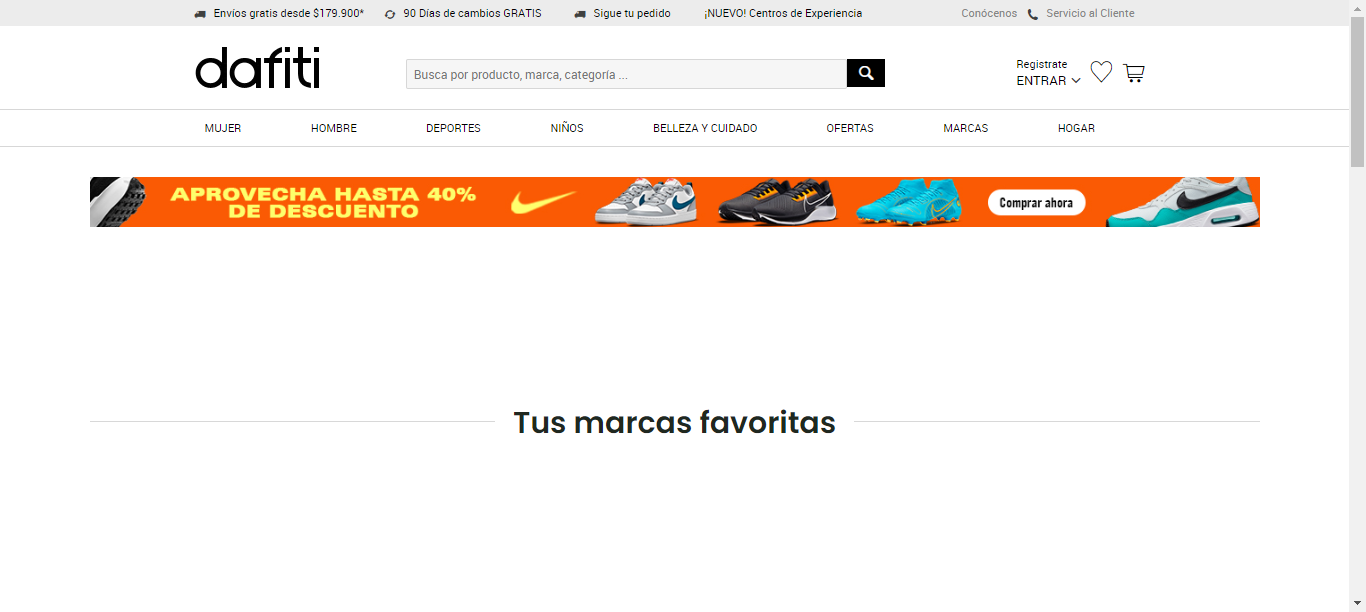 Envíos gratis desde $179.900*
90 Días de cambios GRATIS
Sigue tu pedido
¡NUEVO! Centros de Experiencia
Conócenos
Servicio al Cliente
dafiti
Busca por producto, marca, categoría ...
Registrate
ENTRAR
MUJER
HOMBRE
DEPORTES
NIÑOS
BELLEZA Y CUIDADO
OFERTAS
MARCAS
HOGAR
APROVECHA HASTA 40%
DE DESCUENTO
Comprar ahora
Tus marcas favoritas